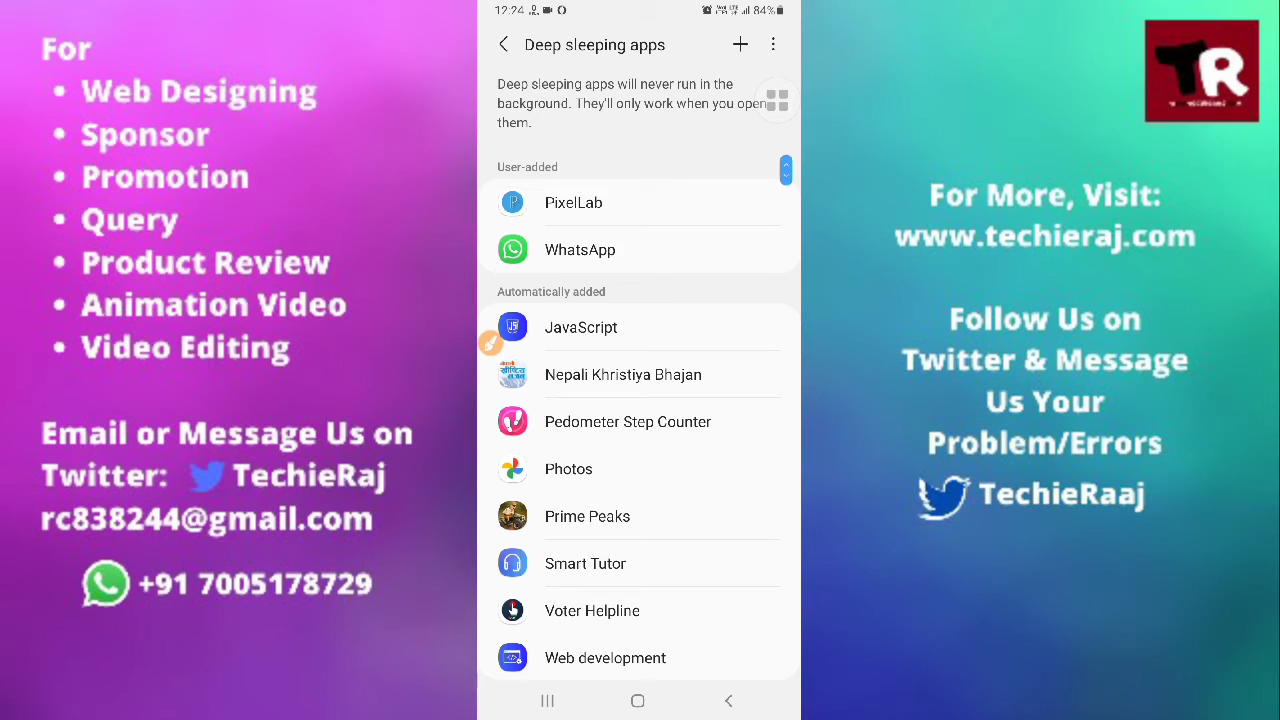 For
• Web Designing
• Sponsor
• Promotion
• Query
• Product Review
• Animation Video
• Video Editing
Email or Message Us on
Twitter: TechieRaj
rc838244@gmail.com
+91 7005178729
12:24
84%
Deep sleeping apps
Deep sleeping apps will never run in the
background. They'll only work when you open
them.
User-added
PixelLab
WhatsApp
Automatically added
JavaScript
Nepali Khristiya Bhajan
Pedometer Step Counter
Photos
Prime Peaks
Smart Tutor
Voter Helpline
Web development
TR
For More, Visit:
www.techieraj.com
Follow Us on
Twitter & Message
Us Your
Problem/Errors
TechieRaaj